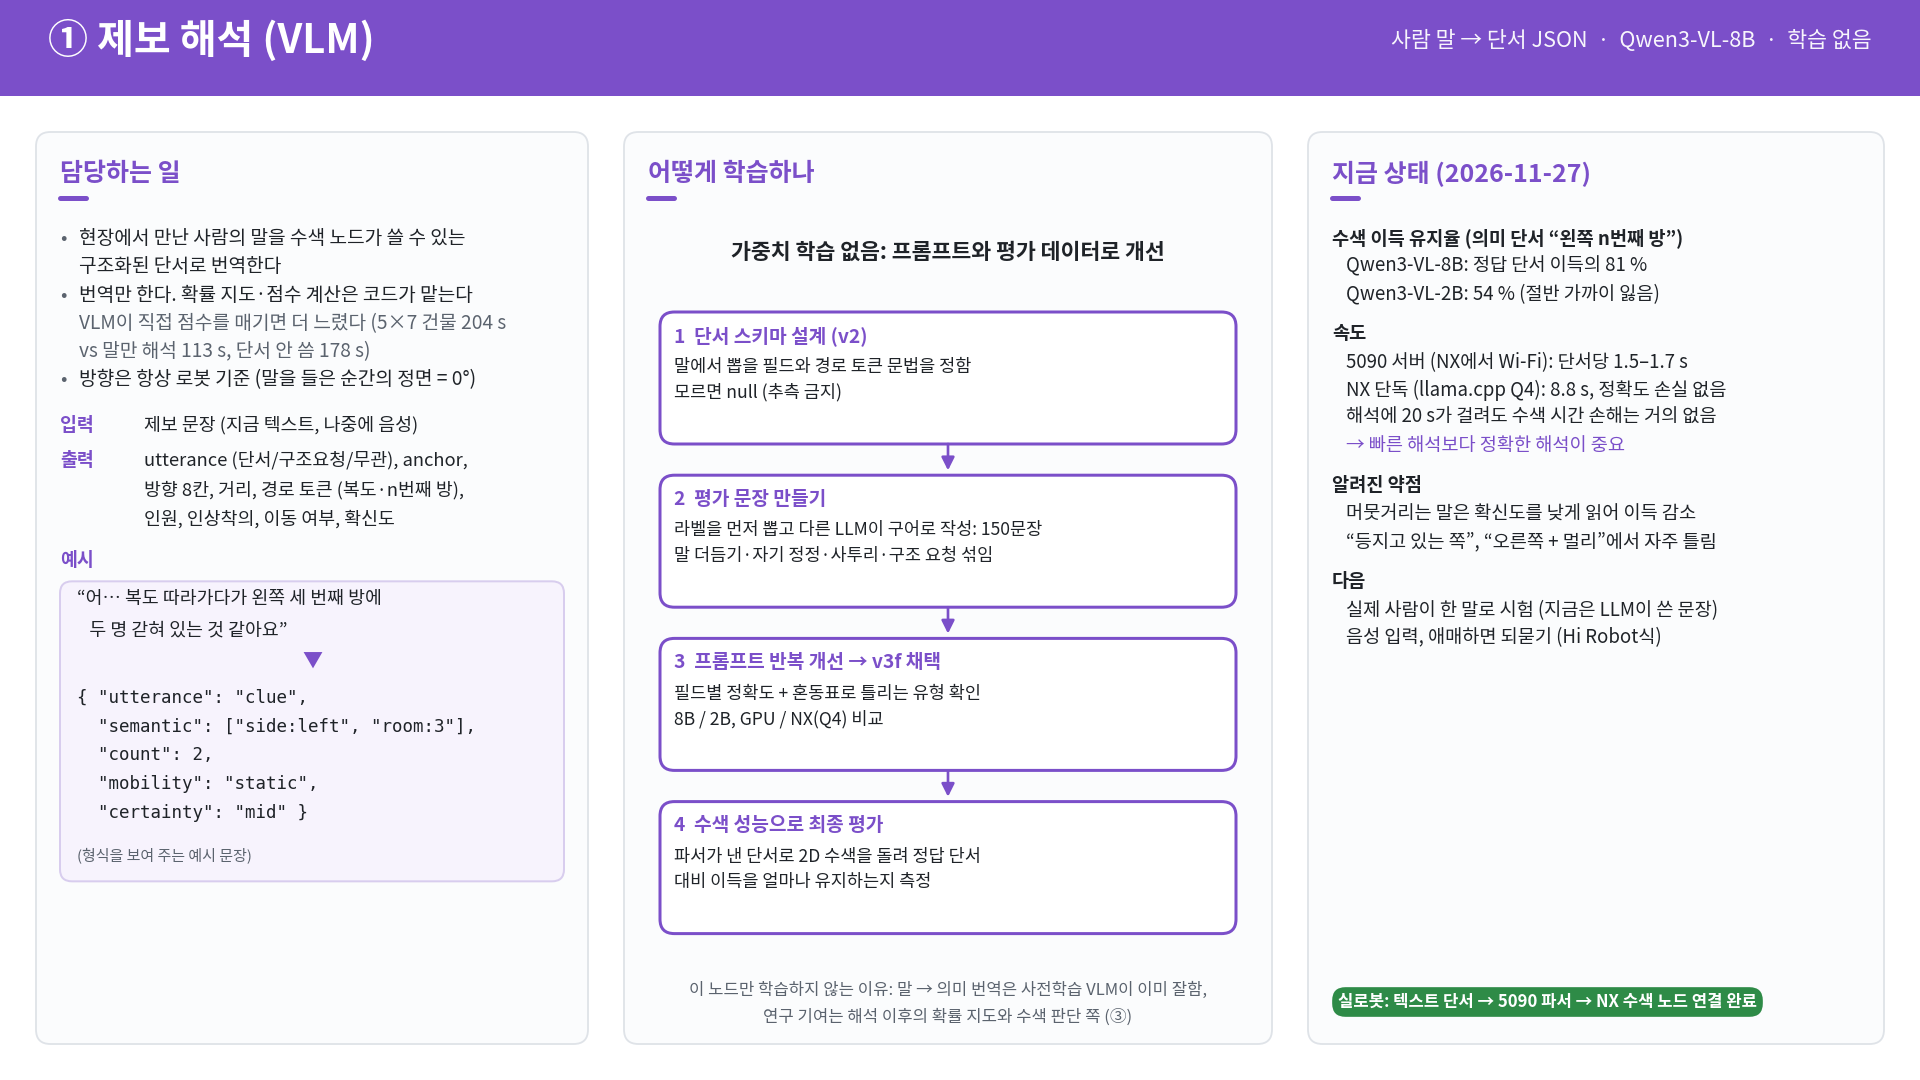 ① 제보 해석 (VLM)
사람 말 → 단서 JSON · Qwen3-VL-8B · 학습 없음
담당하는 일
• 현장에서 만난 사람의 말을 수색 노드가 쓸 수 있는
구조화된 단서로 번역한다
• 번역만 한다. 확률 지도·점수 계산은 코드가 맡는다
VLM이 직접 점수를 매기면 더 느렸다 (5×7 건물 204 s
vs 말만 해석 113 s, 단서 안 씀 178 s)
• 방향은 항상 로봇 기준 (말을 들은 순간의 정면 = 0°)
입력 제보 문장 (지금 텍스트, 나중에 음성)
출력 utterance (단서/구조요청/무관), anchor,
방향 8칸, 거리, 경로 토큰 (복도·n번째 방),
인원, 인상착의, 이동 여부, 확신도
예시
“어… 복도 따라가다가 왼쪽 세 번째 방에
두 명 갇혀 있는 것 같아요”
▼
{ "utterance": "clue",
"semantic": ["side:left", "room:3"],
"count": 2,
"mobility": "static",
"certainty": "mid" }
(형식을 보여 주는 예시 문장)
어떻게 학습하나
가중치 학습 없음: 프롬프트와 평가 데이터로 개선
1 단서 스키마 설계 (v2)
말에서 뽑을 필드와 경로 토큰 문법을 정함
모르면 null (추측 금지)
2 평가 문장 만들기
라벨을 먼저 뽑고 다른 LLM이 구어로 작성: 150문장
말 더듬기·자기 정정·사투리·구조 요청 섞임
3 프롬프트 반복 개선 → v3f 채택
필드별 정확도 + 혼동표로 틀리는 유형 확인
8B / 2B, GPU / NX(Q4) 비교
4 수색 성능으로 최종 평가
파서가 낸 단서로 2D 수색을 돌려 정답 단서
대비 이득을 얼마나 유지하는지 측정
이 노드만 학습하지 않는 이유: 말 → 의미 번역은 사전학습 VLM이 이미 잘함,
연구 기여는 해석 이후의 확률 지도와 수색 판단 쪽 (③)
지금 상태 (2026-11-27)
수색 이득 유지율 (의미 단서 “왼쪽 n번째 방”)
Qwen3-VL-8B: 정답 단서 이득의 81 %
Qwen3-VL-2B: 54 % (절반 가까이 잃음)
속도
5090 서버 (NX에서 Wi-Fi): 단서당 1.5–1.7 s
NX 단독 (llama.cpp Q4): 8.8 s, 정확도 손실 없음
해석에 20 s가 걸려도 수색 시간 손해는 거의 없음
→ 빠른 해석보다 정확한 해석이 중요
알려진 약점
머뭇거리는 말은 확신도를 낮게 읽어 이득 감소
“등지고 있는 쪽”, “오른쪽 + 멀리”에서 자주 틀림
다음
실제 사람이 한 말로 시험 (지금은 LLM이 쓴 문장)
음성 입력, 애매하면 되묻기 (Hi Robot식)
실로봇: 텍스트 단서 → 5090 파서 → NX 수색 노드 연결 완료